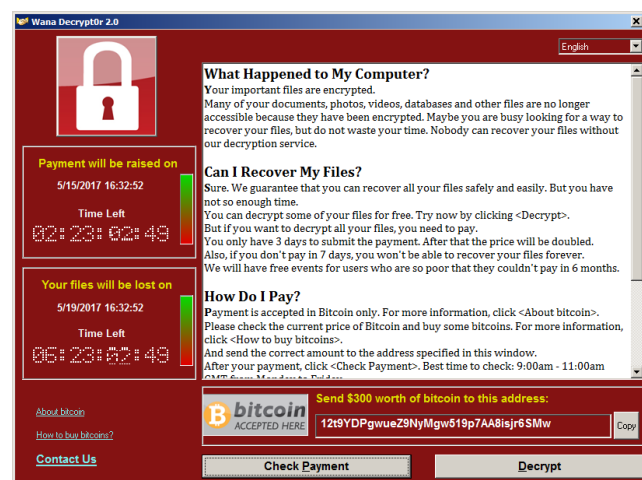 Wana Decrypt0r 2.0
English
What Happened to My Computer?
Your important files are encrypted.
Many of your documents, photos, videos, databases and other files are no longer
accessible because they have been encrypted. Maybe you are busy looking for a way to
recover your files, but do not waste your time. Nobody can recover your files without
our decryption service.
Can I Recover My Files?
Sure. We guarantee that you can recover all your files safely and easily. But you have
not so enough time.
You can decrypt some of your files for free. Try now by clicking <Decrypt>.
But if you want to decrypt all your files, you need to pay.
You only have 3 days to submit the payment. After that the price will be doubled.
Also, if you don't pay in 7 days, you won't be able to recover your files forever.
We will have free events for users who are so poor that they couldn't pay in 6 months.
How Do I Pay?
Payment is accepted in Bitcoin only. For more information, click <About bitcoin>.
Please check the current price of Bitcoin and buy some bitcoins. For more information,
click <How to buy bitcoins>.
And send the correct amount to the address specified in this window.
After your payment, click <Check Payment>. Best time to check: 9:00am - 11:00am
GMT from Monday to Friday.
Payment will be raised on
5/15/2017 16:32:52
Time Left
02:23:02:49
Your files will be lost on
5/19/2017 16:32:52
Time Left
06:23:02:49
About bitcoin
How to buy bitcoins?
Contact Us
bitcoin
ACCEPTED HERE
Send $300 worth of bitcoin to this address:
12t9YDPgwueZ9NyMgw519p7AA8isjr6SMw
Copy
Check Payment
Decrypt